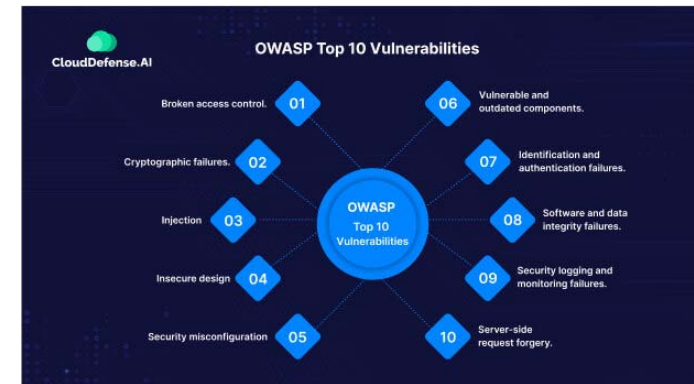 CloudDefense.AI
OWASP Top 10 Vulnerabilities
Broken access control.
01
Cryptographic failures.
02
Injection
03
Insecure design
04
Security misconfiguration
05
OWASP
Top 10
Vulnerabilities
06
Vulnerable and
outdated components.
07
Identification and
authentication failures.
08
Software and data
integrity failures.
09
Security logging and
monitoring failures.
10
Server-side
request forgery.